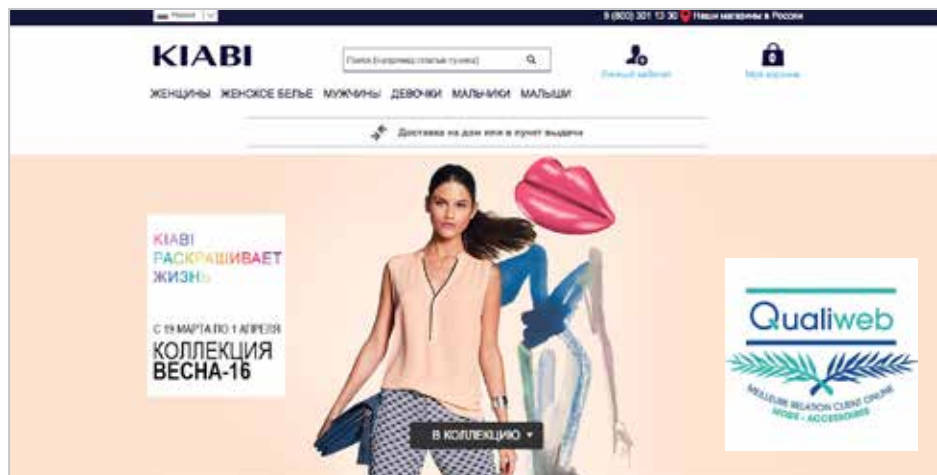 8 (800) 301 13 30 Наши магазины в России
KIABI
Поиск
Личный кабинет
Моя корзина
ЖЕНЩИНЫ ЖЕНСКОЕ БЕЛЬЕ МУЖЧИНЫ ДЕВОЧКИ МАЛЬЧИКИ МАЛЫШИ
Доставка на дом или в пункт выдачи
KIABI
РАСКРАШИВАЕТ
ЖИЗНЬ
С 19 МАРТА ПО 1 АПРЕЛЯ
КОЛЛЕКЦИЯ
ВЕСНА-16
В КОЛЛЕКЦИЮ
Qualiweb
MEILLEURE RELATION CLIENT ONLINE
MODE - ACCESSOIRES